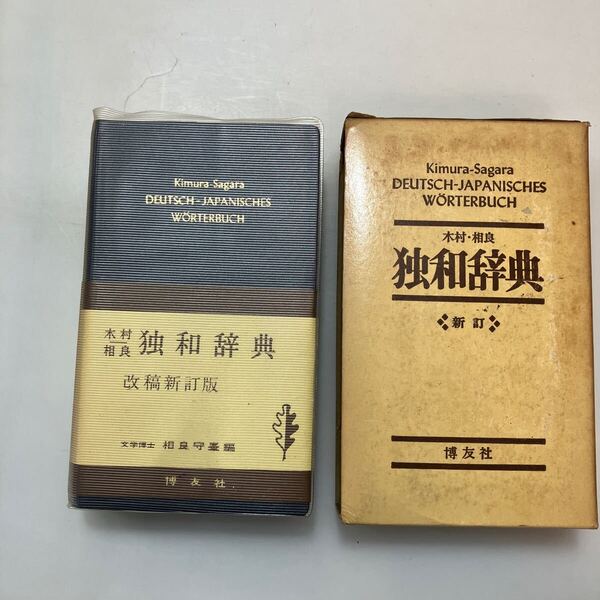 Kimura-Sagara
DEUTSCH-JAPANISCHES
WÖRTERBUCH
木村
相良
独和辞典
改稿新訂版
文学博士 相良守峯編
博友社
Kimura-Sagara
DEUTSCH-JAPANISCHES
WÖRTERBUCH
木村・相良
独和辞典
新訂
博友社